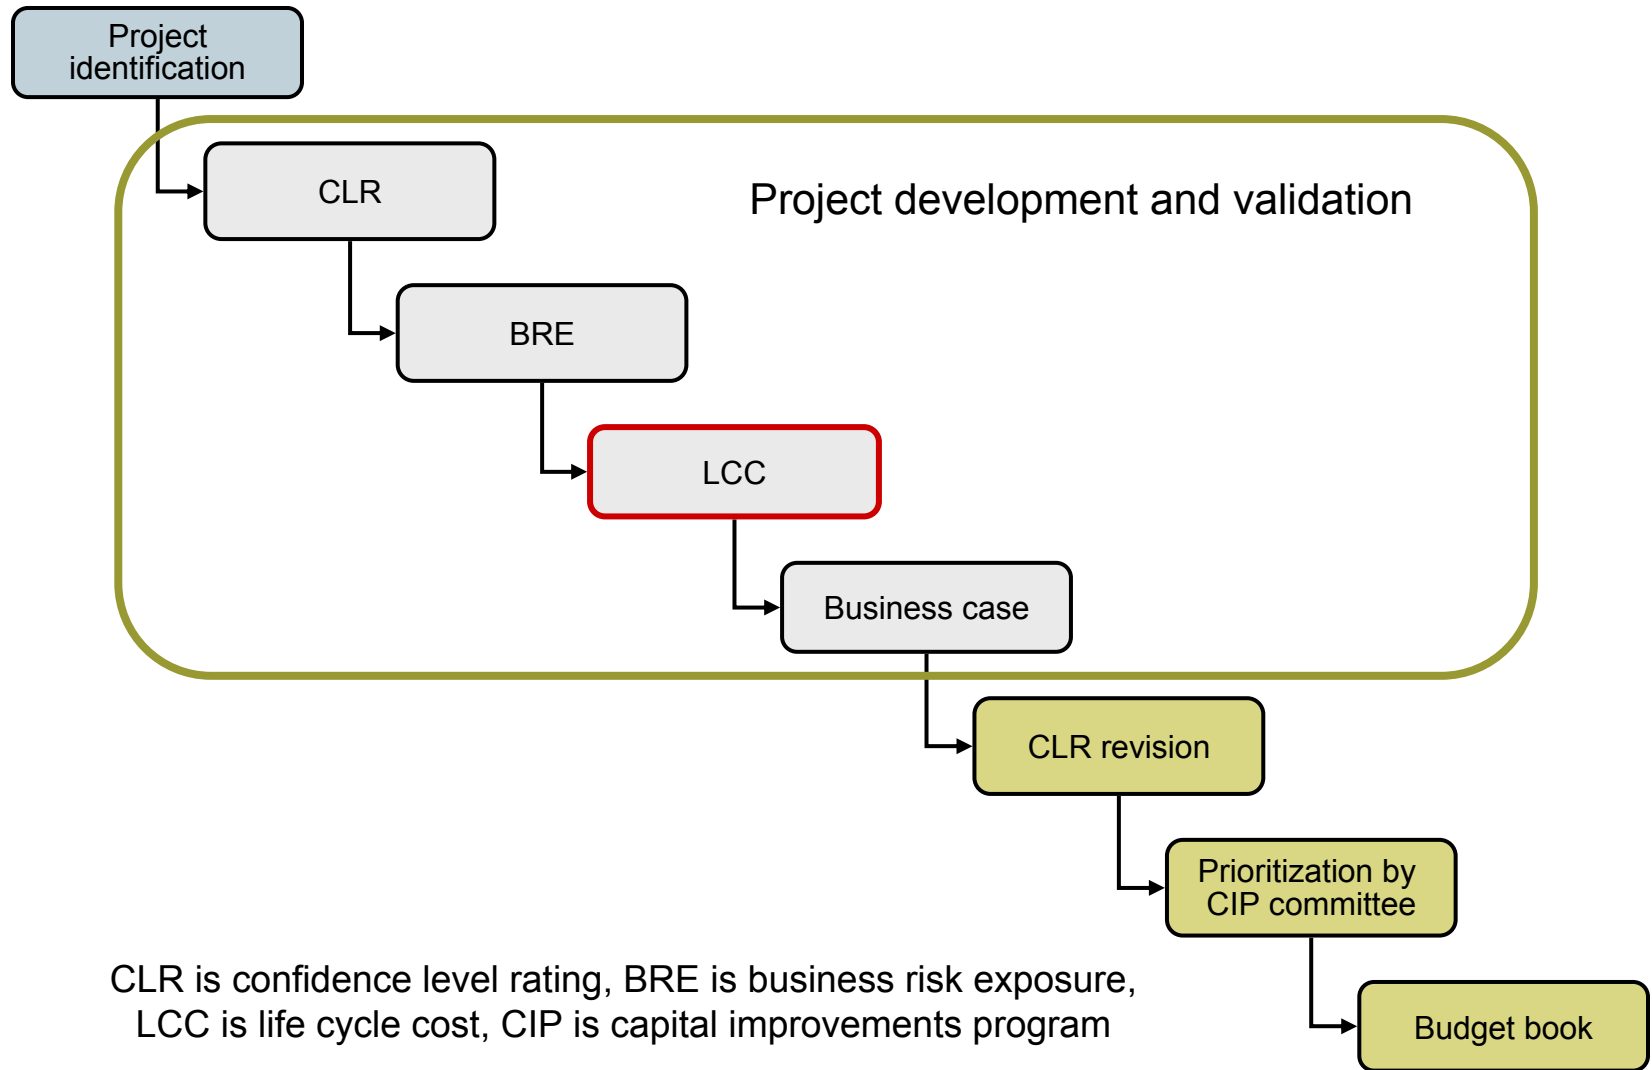 Project
identification
CLR
Project development and validation
BRE
LCC
Business case
CLR revision
Prioritization by
CIP committee
CLR is confidence level rating, BRE is business risk exposure,
LCC is life cycle cost, CIP is capital improvements program
Budget book